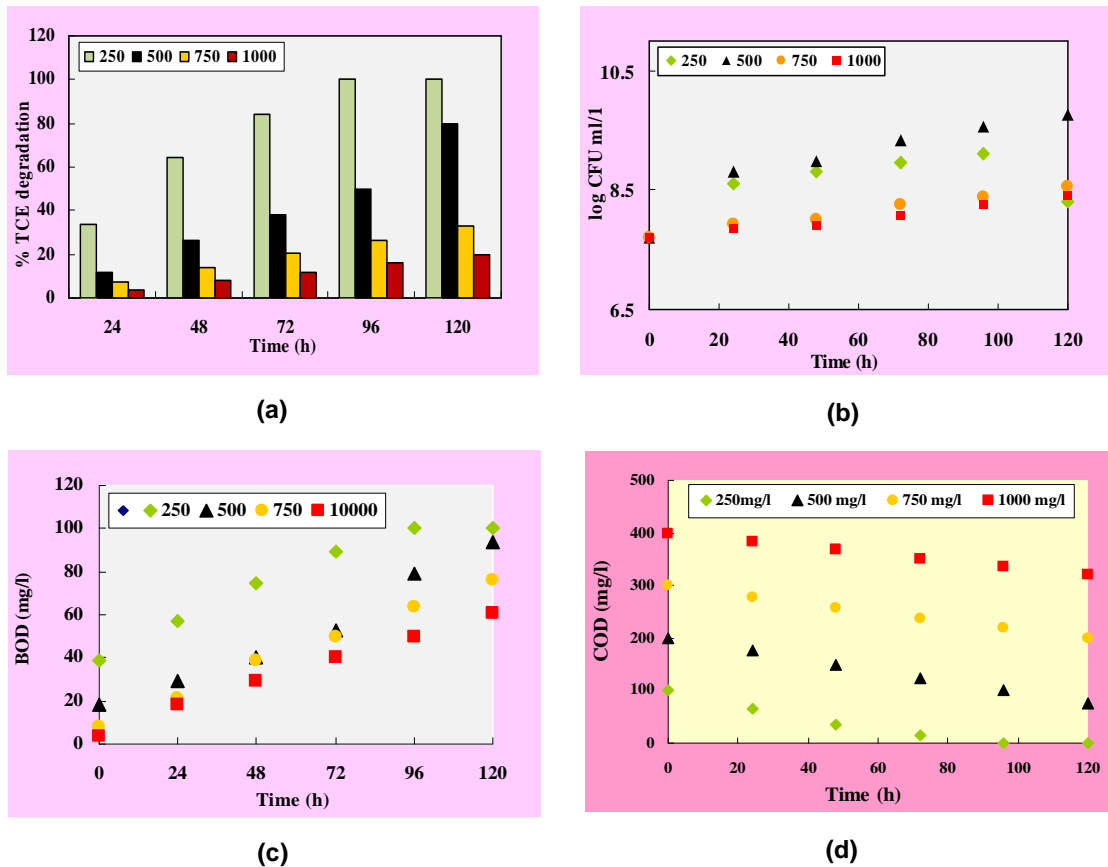 120
100
80
60
40
20
0
% TCE degradation
250 500 750 1000
24 48 72 96 120
Time (h)
(a)
10.5
8.5
6.5
log CFU ml/1
250 500 750 1000
0 20 40 60 80 100 120
Time (h)
(b)
120
100
80
60
40
20
0
BOD (mg/l)
250 500 750 10000
0 24 48 72 96 120
Time (h)
(c)
500
400
300
200
100
0
COD (mg/l)
250mg/l 500 mg/l 750 mg/l 1000 mg/l
0 20 40 60 80 100 120
Time (h)
(d)